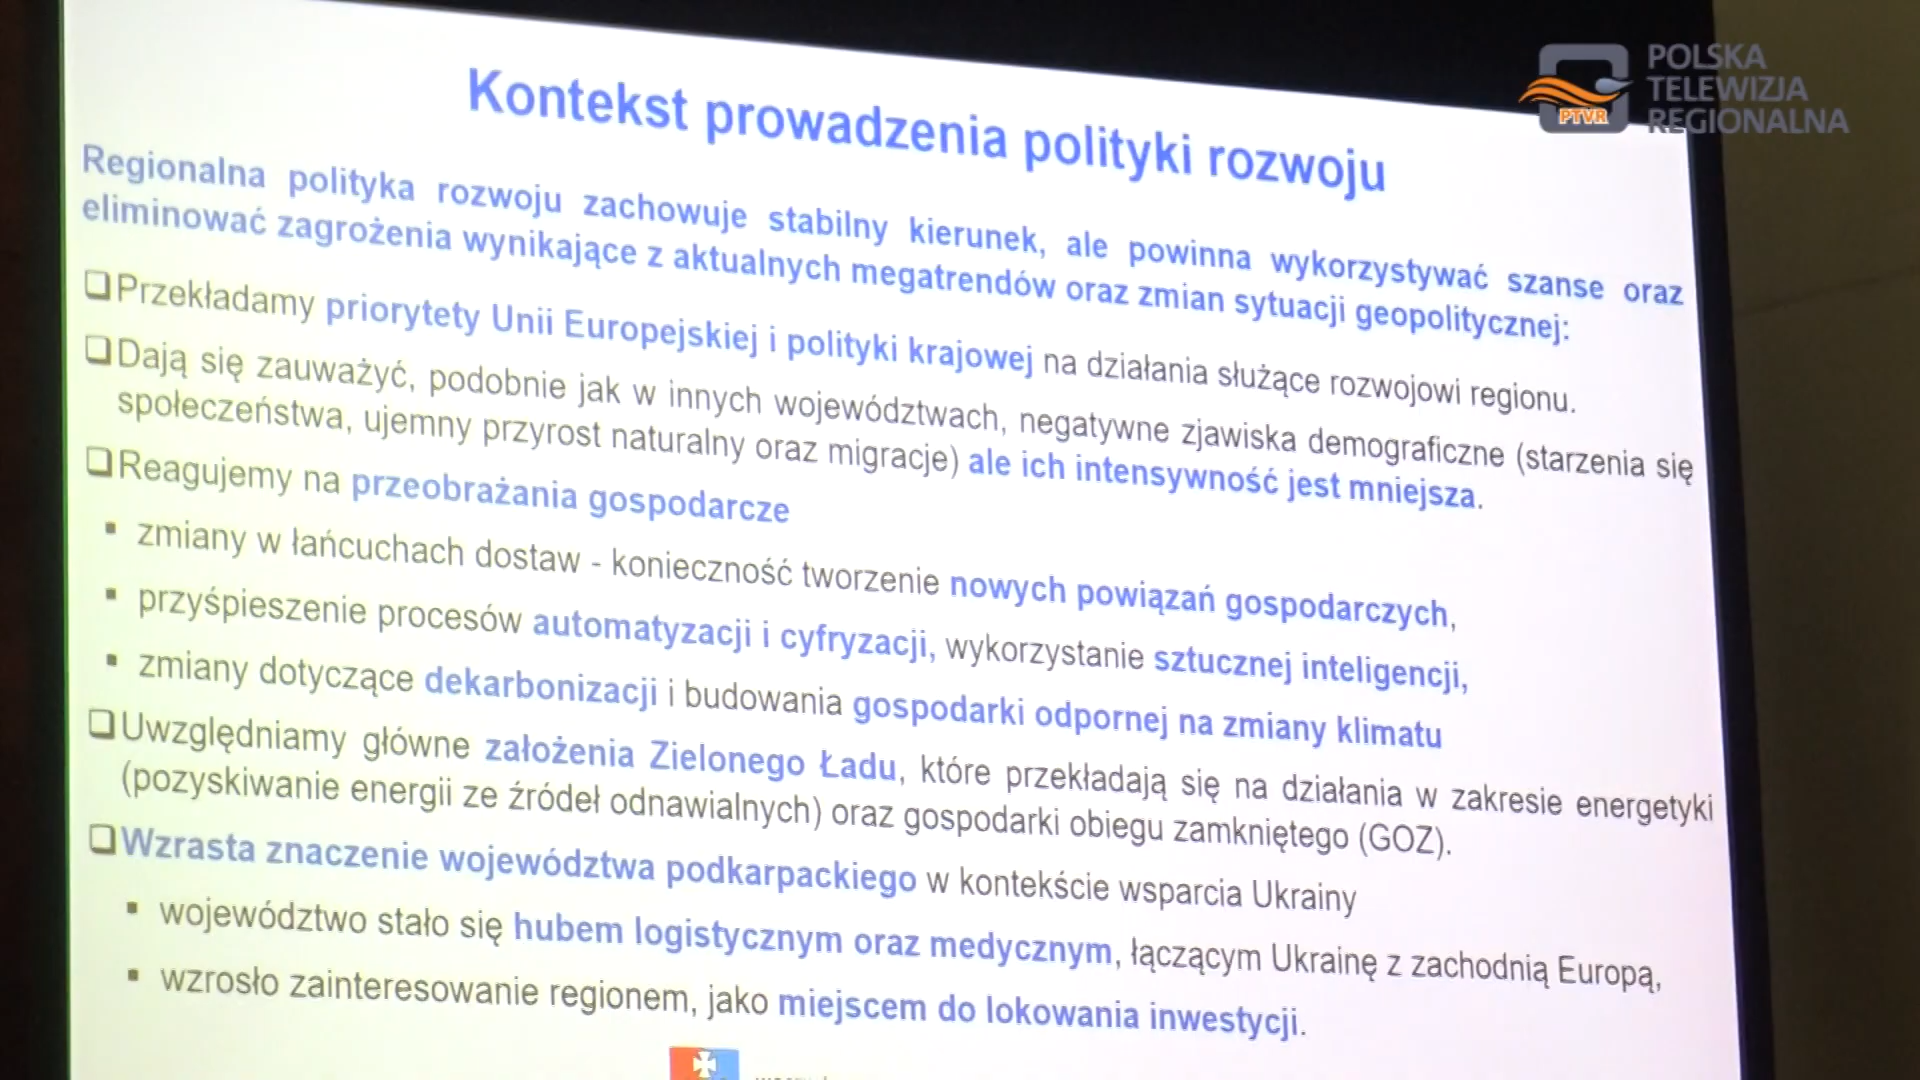 POLSKA
TELEWIZJA
REGIONALNA
PTVR
Kontekst prowadzenia polityki rozwoju
Regionalna polityka rozwoju zachowuje stabilny kierunek, ale powinna wykorzystywać szanse oraz
eliminować zagrożenia wynikające z aktualnych megatrendów oraz zmian sytuacji geopolitycznej:
❑Przekładamy priorytety Unii Europejskiej i polityki krajowej na działania służące rozwojowi regionu.
❑Dają się zauważyć, podobnie jak w innych województwach, negatywne zjawiska demograficzne (starzenia się
społeczeństwa, ujemny przyrost naturalny oraz migracje) ale ich intensywność jest mniejsza.
❑Reagujemy na przeobrażania gospodarcze
▪ zmiany w łańcuchach dostaw - konieczność tworzenie nowych powiązań gospodarczych,
▪ przyśpieszenie procesów automatyzacji i cyfryzacji, wykorzystanie sztucznej inteligencji,
▪ zmiany dotyczące dekarbonizacji i budowania gospodarki odpornej na zmiany klimatu
❑Uwzględniamy główne założenia Zielonego Ładu, które przekładają się na działania w zakresie energetyki
(pozyskiwanie energii ze źródeł odnawialnych) oraz gospodarki obiegu zamkniętego (GOZ).
❑Wzrasta znaczenie województwa podkarpackiego w kontekście wsparcia Ukrainy
▪ województwo stało się hubem logistycznym oraz medycznym, łączącym Ukrainę z zachodnią Europą,
▪ wzrosło zainteresowanie regionem, jako miejscem do lokowania inwestycji.